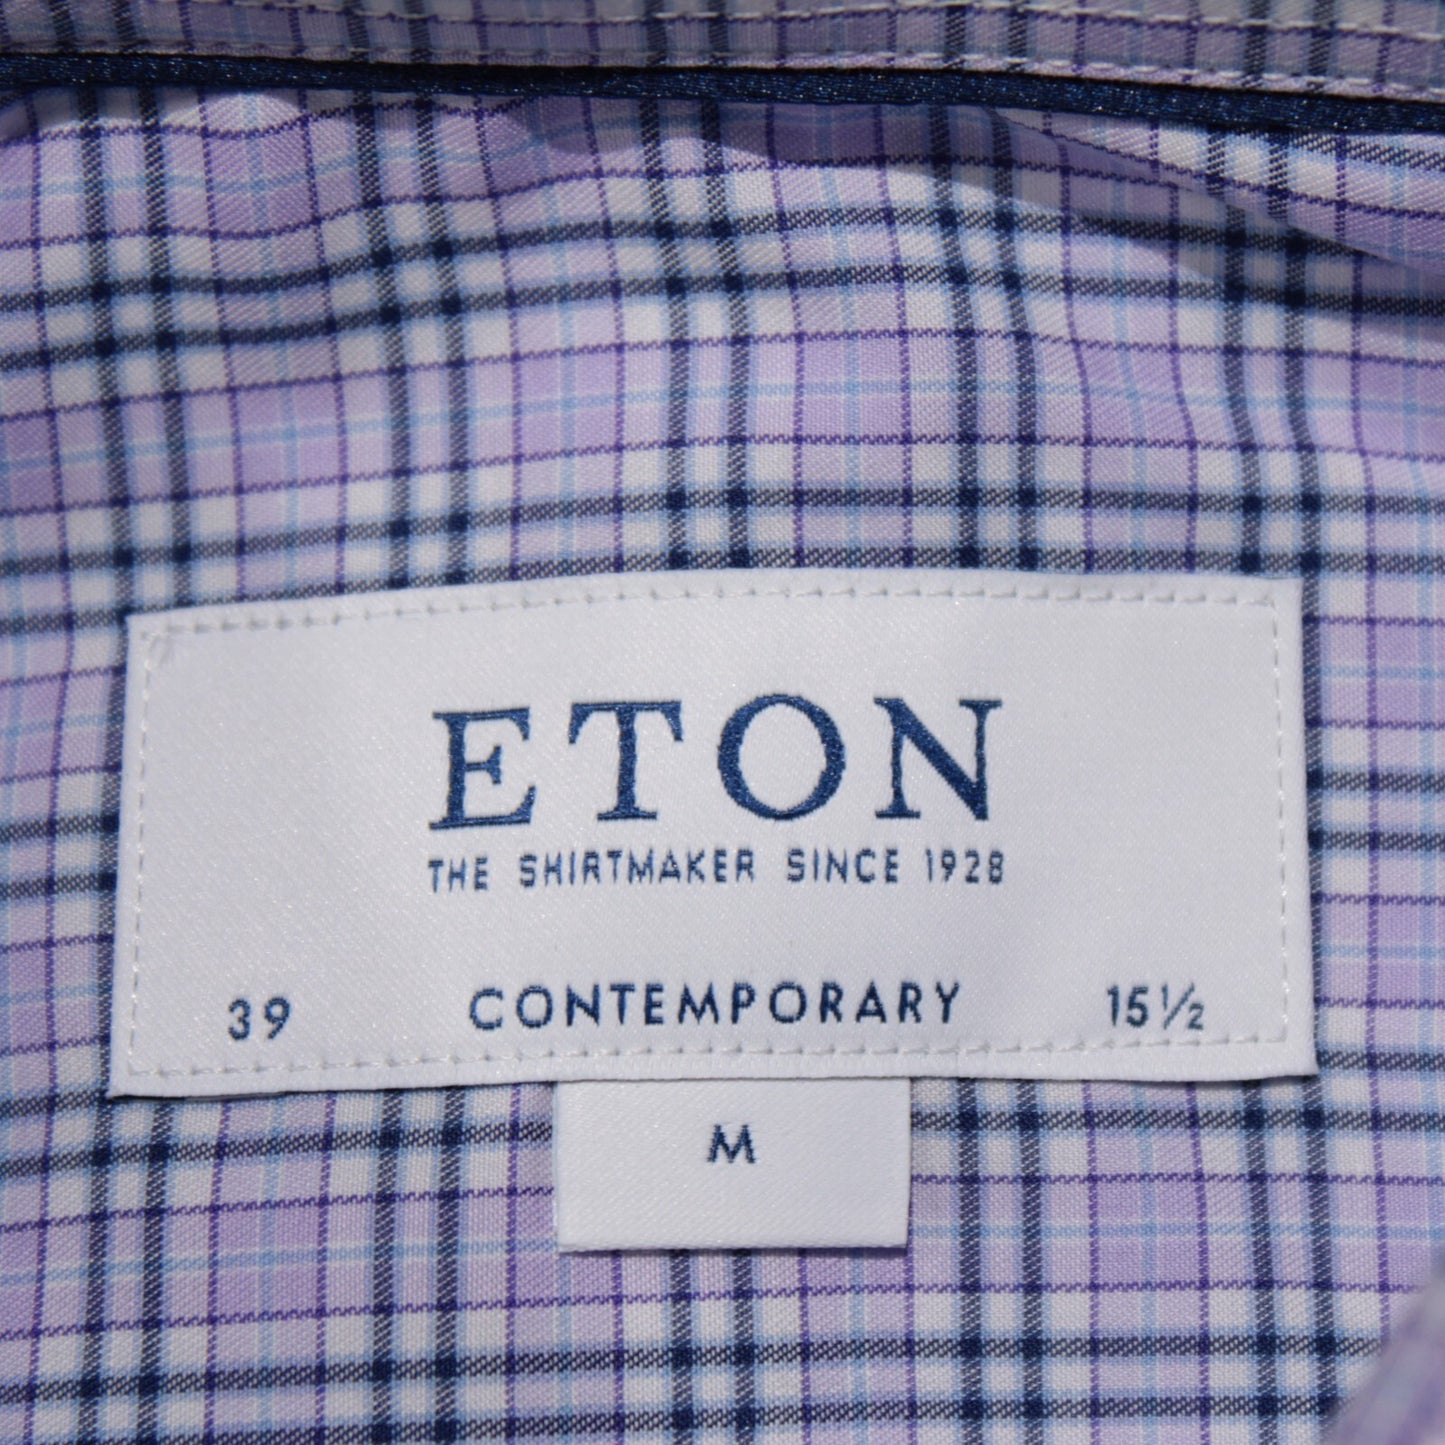 ETON
THE SHIRTMAKER SINCE 1928
39 CONTEMPORARY 15½
M